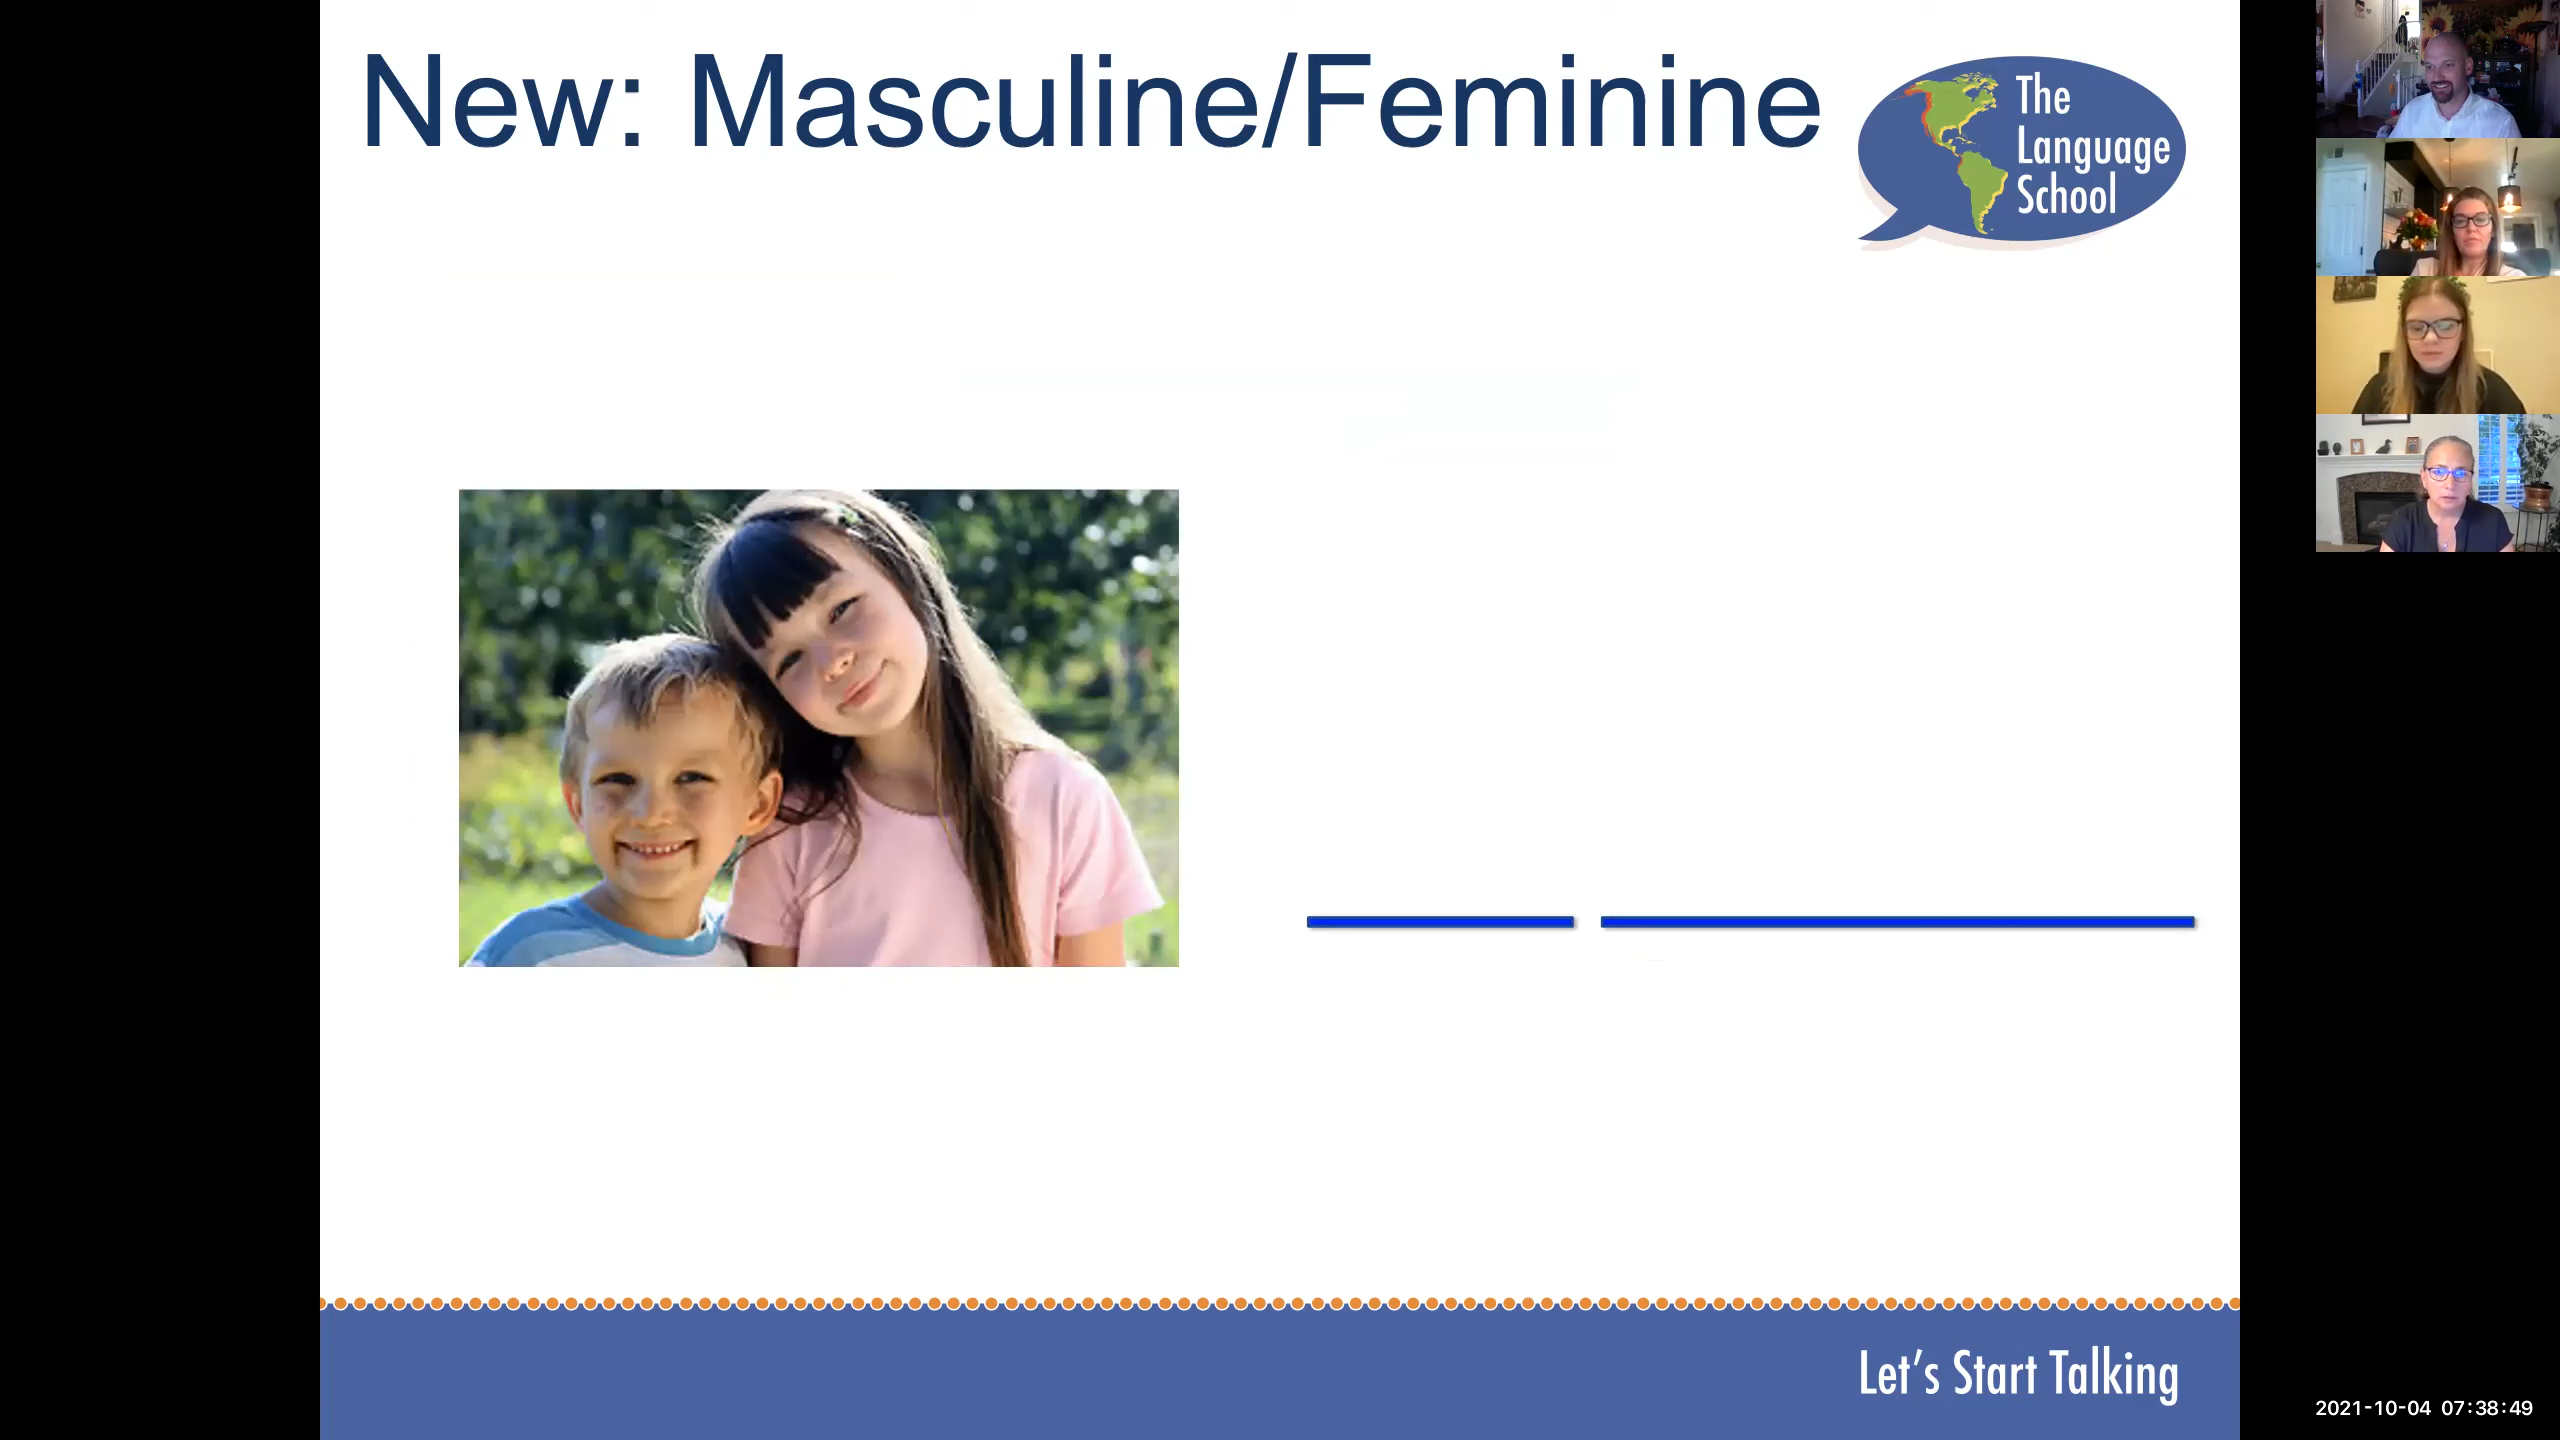 New: Masculine/Feminine
The
Language
School
Let's Start Talking
2021-10-04 07:38:49